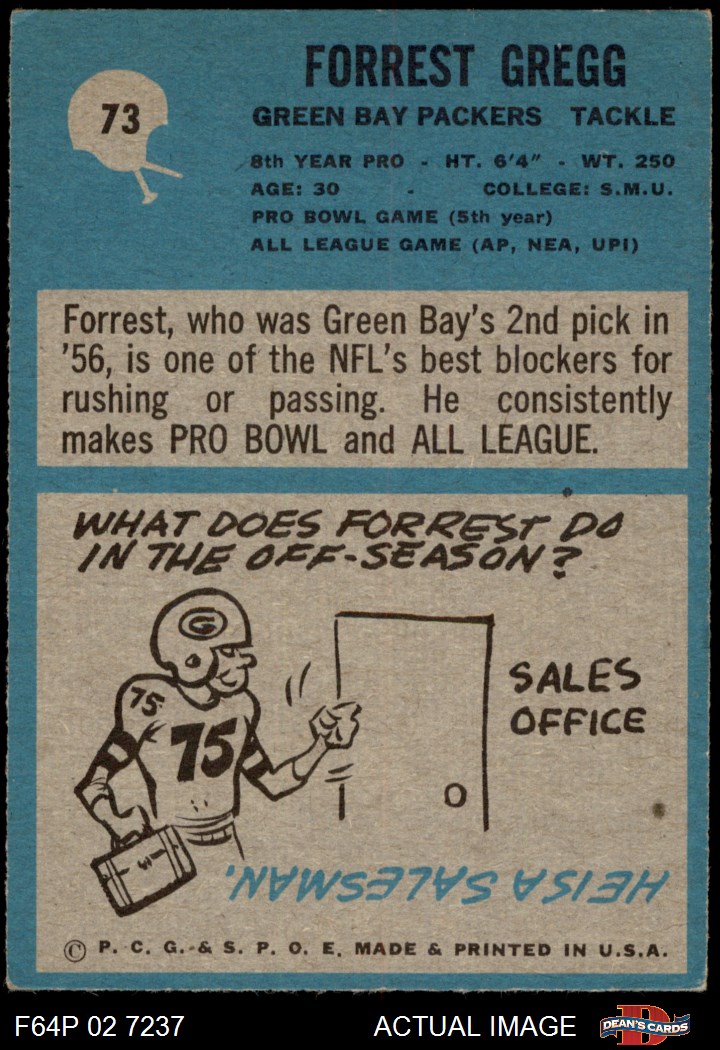 73
FORREST GREGG
GREEN BAY PACKERS TACKLE
8th YEAR PRO - HT. 6'4" - WT. 250
AGE: 30 - COLLEGE: S.M.U.
PRO BOWL GAME (5th year)
ALL LEAGUE GAME (AP, NEA, UPI)
Forrest, who was Green Bay's 2nd pick in
'56, is one of the NFL's best blockers for
rushing or passing. He consistently
makes PRO BOWL and ALL LEAGUE.
WHAT DOES FORREST DO
IN THE OFF-SEASON?
G
75
75
SALES
OFFICE
HE IS A SALESMAN.
© P. C. G. & S. P. O. E. MADE & PRINTED IN U.S.A.
F64P 02 7237 ACTUAL IMAGE
D
DEAN'S CARDS